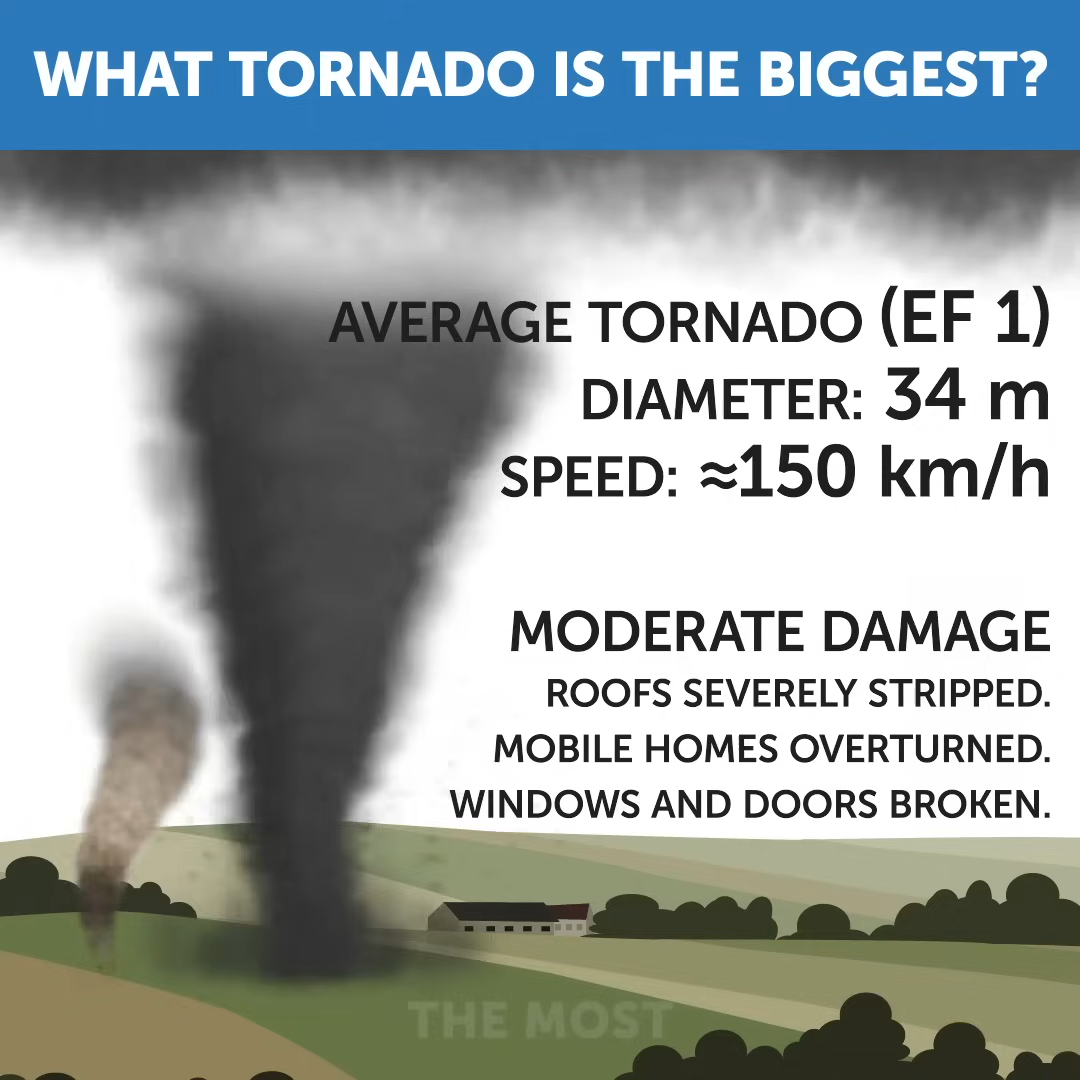 WHAT TORNADO IS THE BIGGEST?
AVERAGE TORNADO (EF 1)
DIAMETER: 34 m
SPEED: ≈150 km/h
MODERATE DAMAGE
ROOFS SEVERELY STRIPPED.
MOBILE HOMES OVERTURNED.
WINDOWS AND DOORS BROKEN.
THE MOST